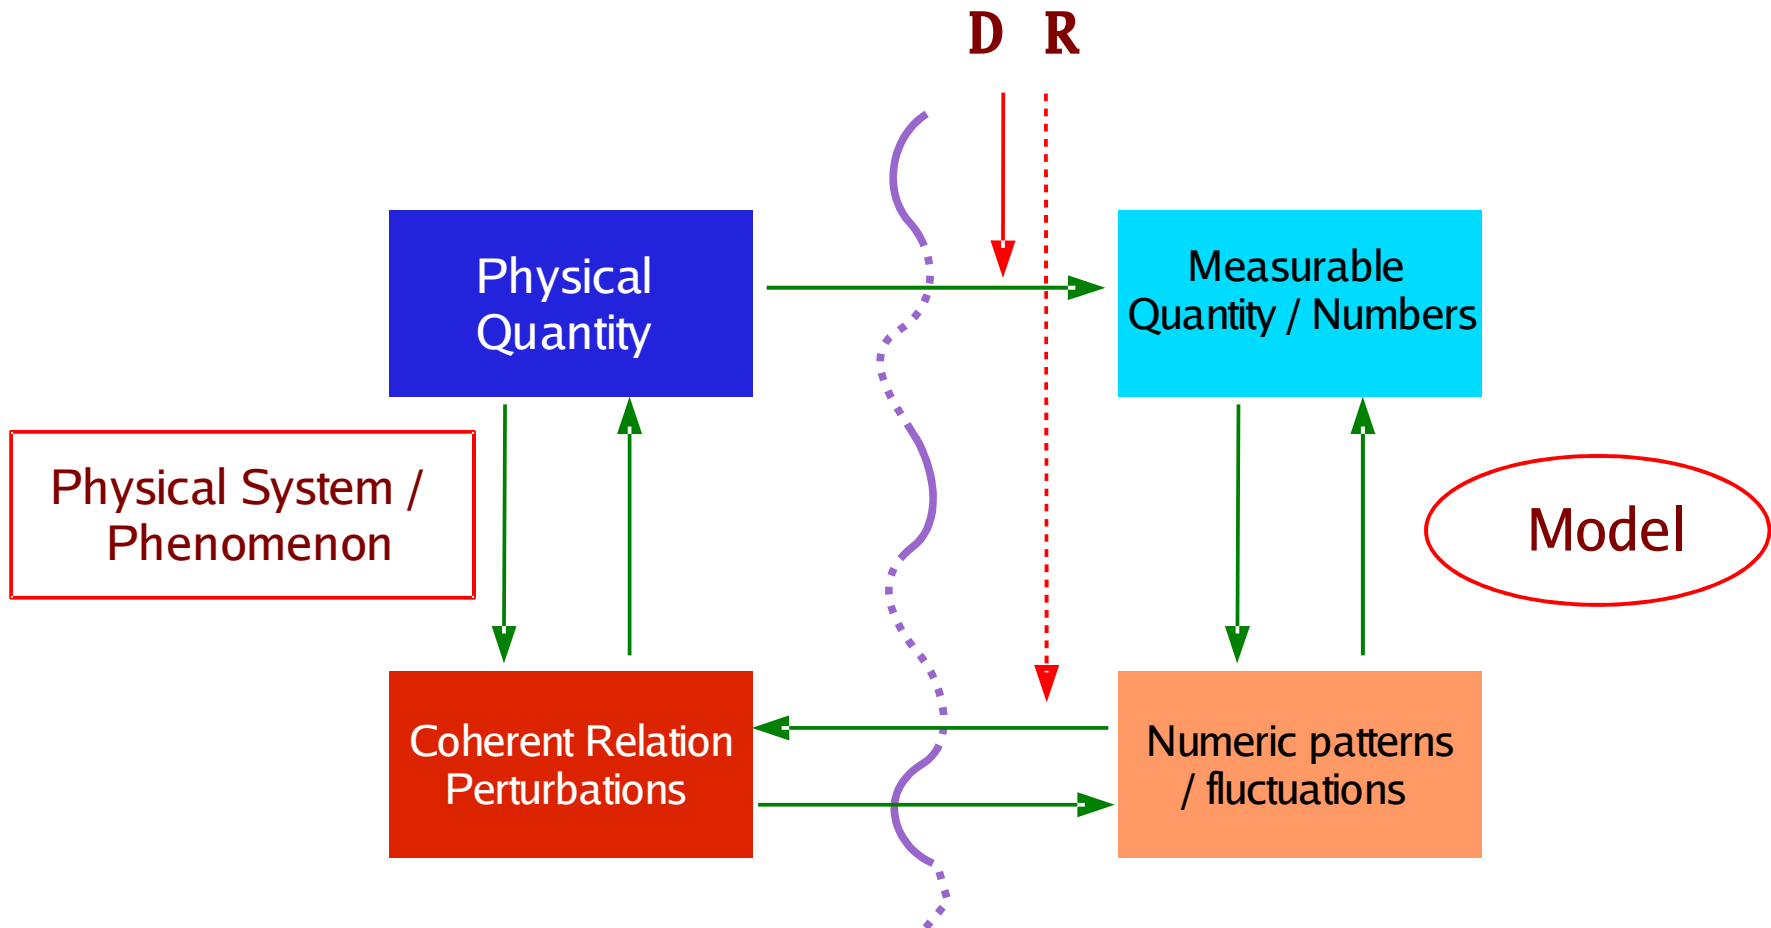 D R
Physical
Quantity
Measurable
Quantity / Numbers
Physical System /
Phenomenon
Model
Coherent Relation
Perturbations
Numeric patterns
/ fluctuations